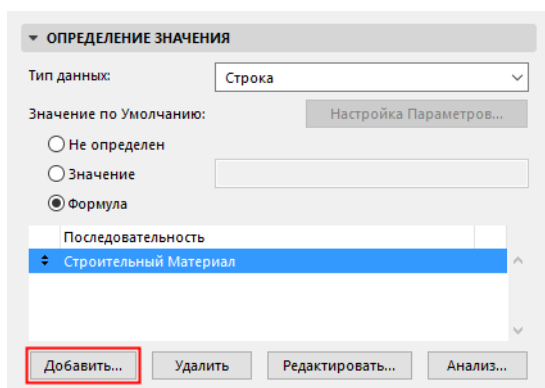 ОПРЕДЕЛЕНИЕ ЗНАЧЕНИЯ
Тип данных: Строка
Значение по Умолчанию: Настройка Параметров...
Не определен
Значение
Формула
Последовательность
Строительный Материал
Добавить... Удалить Редактировать... Анализ...